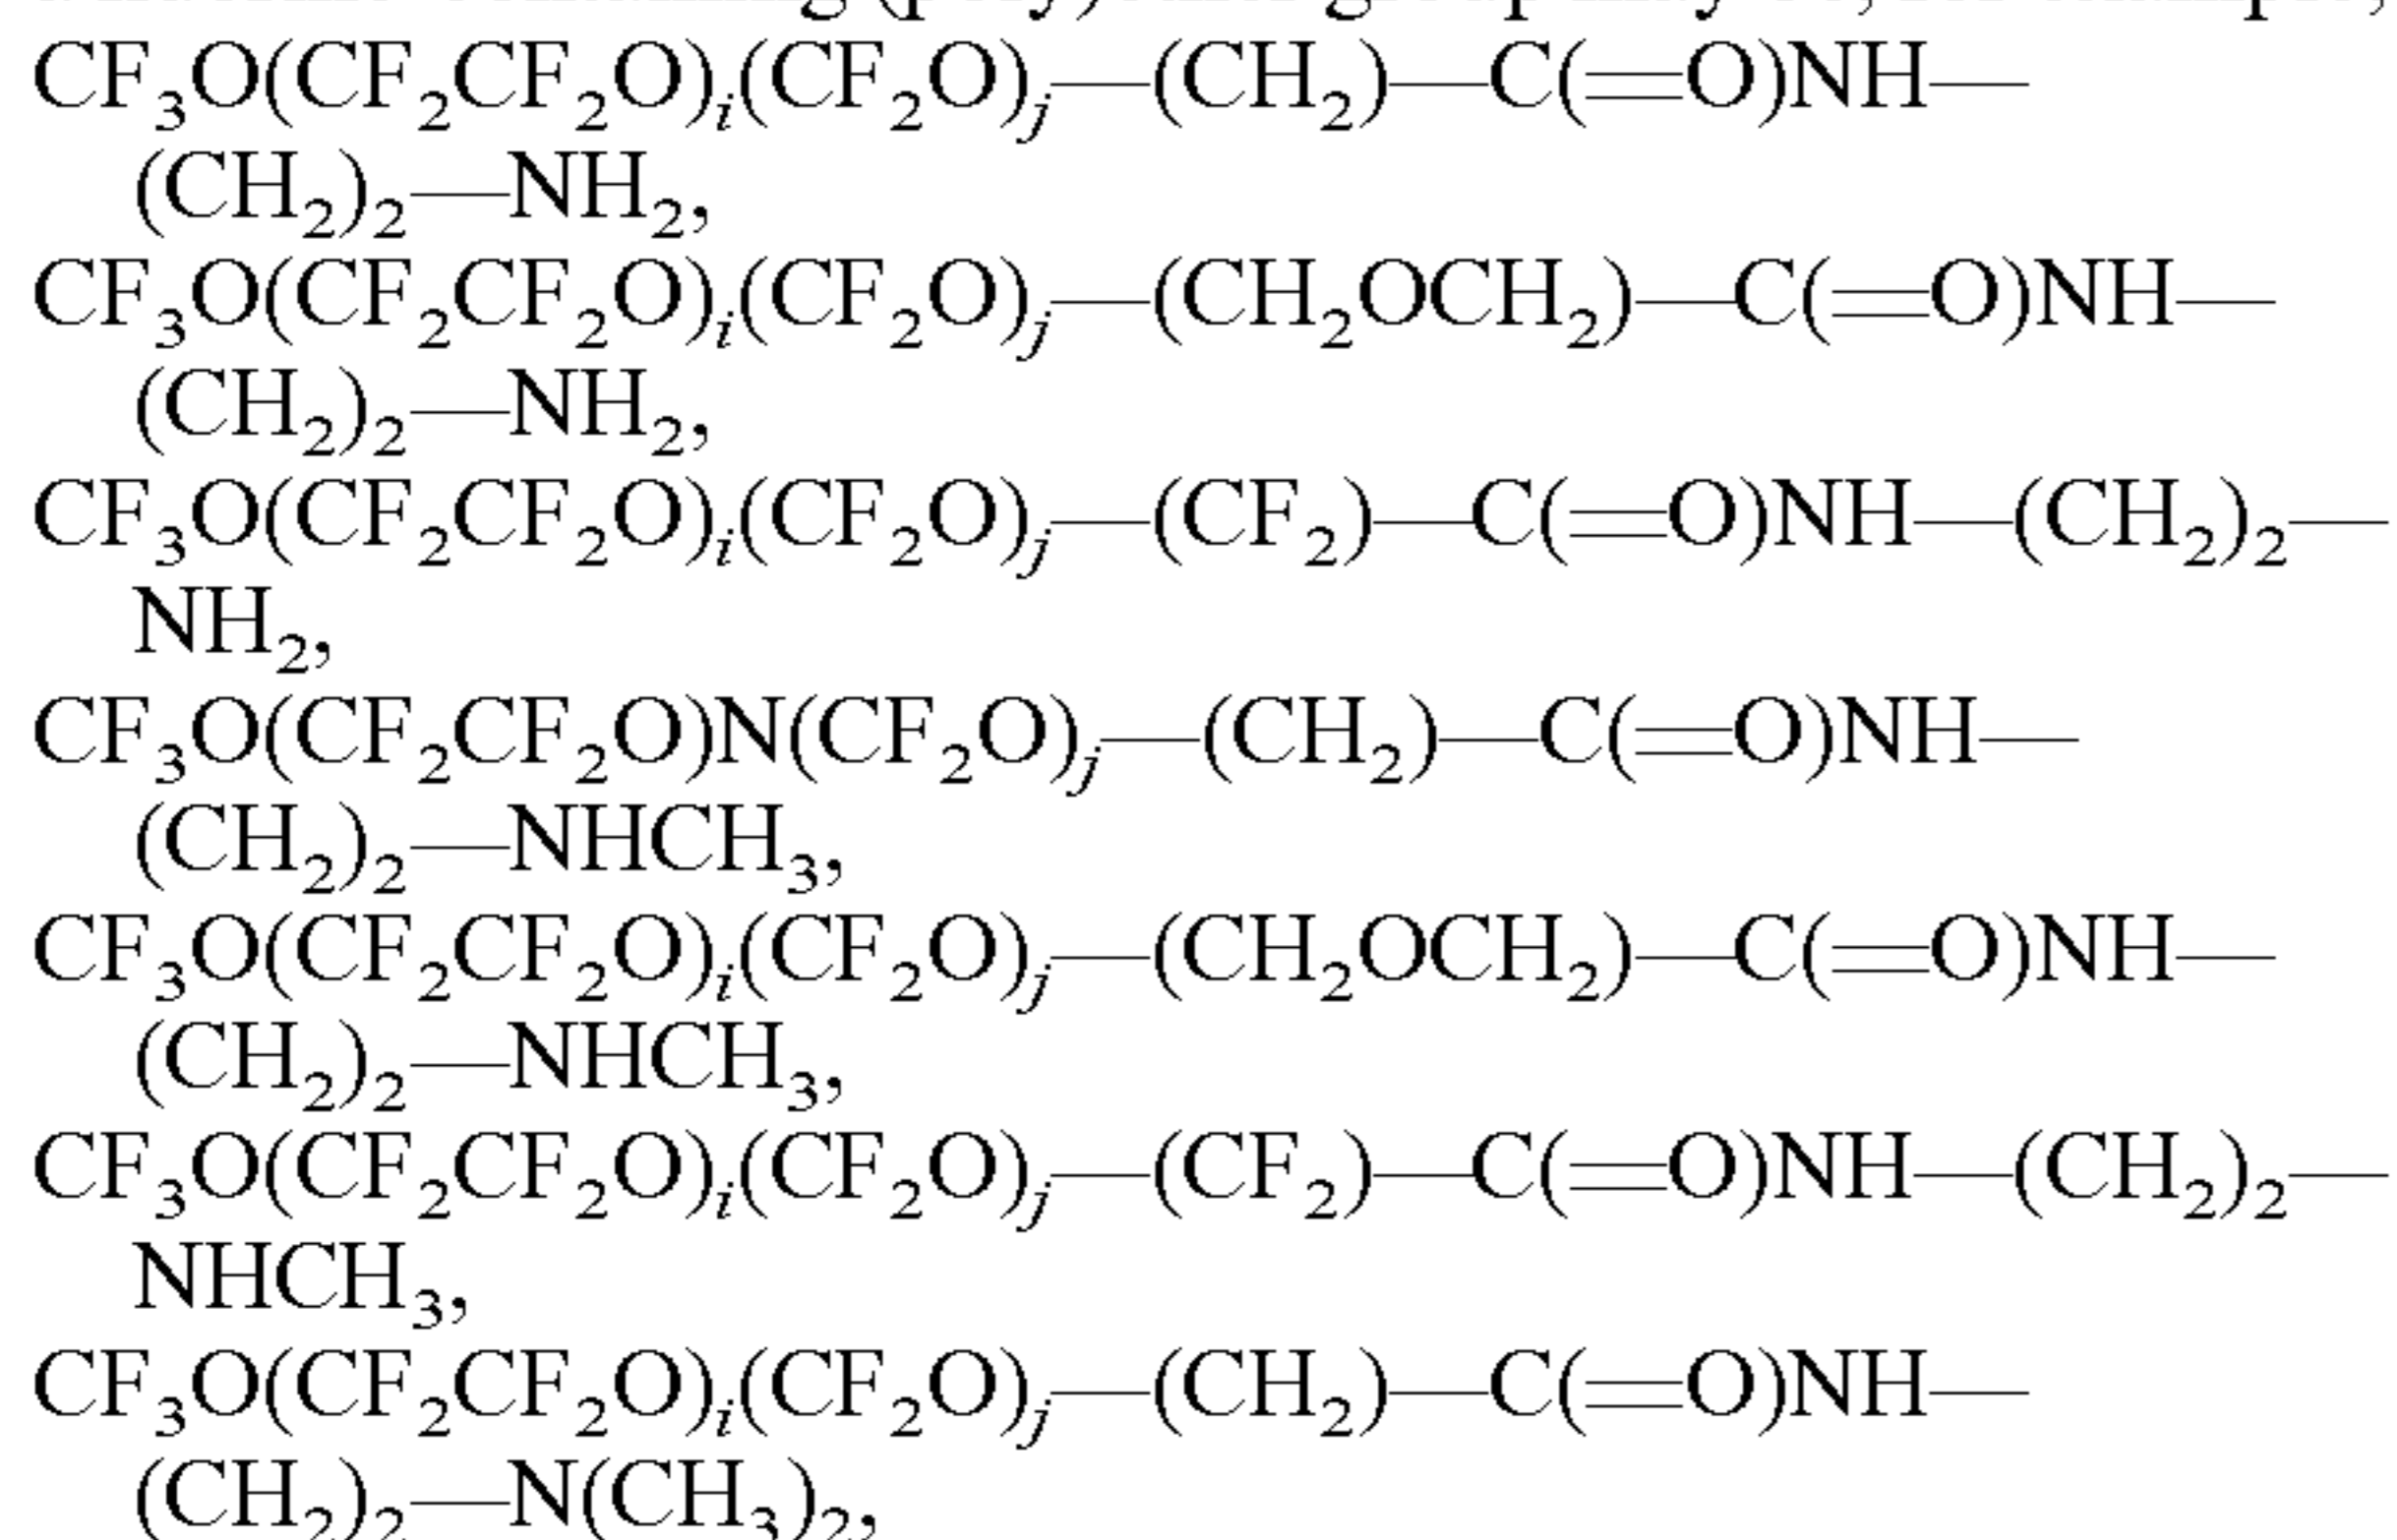 CF₃O(CF₂CF₂O)ᵢ(CF₂O)ⱼ—(CH₂)—C(═O)NH—
(CH₂)₂—NH₂,
CF₃O(CF₂CF₂O)ᵢ(CF₂O)ⱼ—(CH₂OCH₂)—C(═O)NH—
(CH₂)₂—NH₂,
CF₃O(CF₂CF₂O)ᵢ(CF₂O)ⱼ—(CF₂)—C(═O)NH—(CH₂)₂—
NH₂,
CF₃O(CF₂CF₂O)N(CF₂O)ⱼ—(CH₂)—C(═O)NH—
(CH₂)₂—NHCH₃,
CF₃O(CF₂CF₂O)ᵢ(CF₂O)ⱼ—(CH₂OCH₂)—C(═O)NH—
(CH₂)₂—NHCH₃,
CF₃O(CF₂CF₂O)ᵢ(CF₂O)ⱼ—(CF₂)—C(═O)NH—(CH₂)₂—
NHCH₃,
CF₃O(CF₂CF₂O)ᵢ(CF₂O)ⱼ—(CH₂)—C(═O)NH—
(CH₂)₂—N(CH₃)₂,